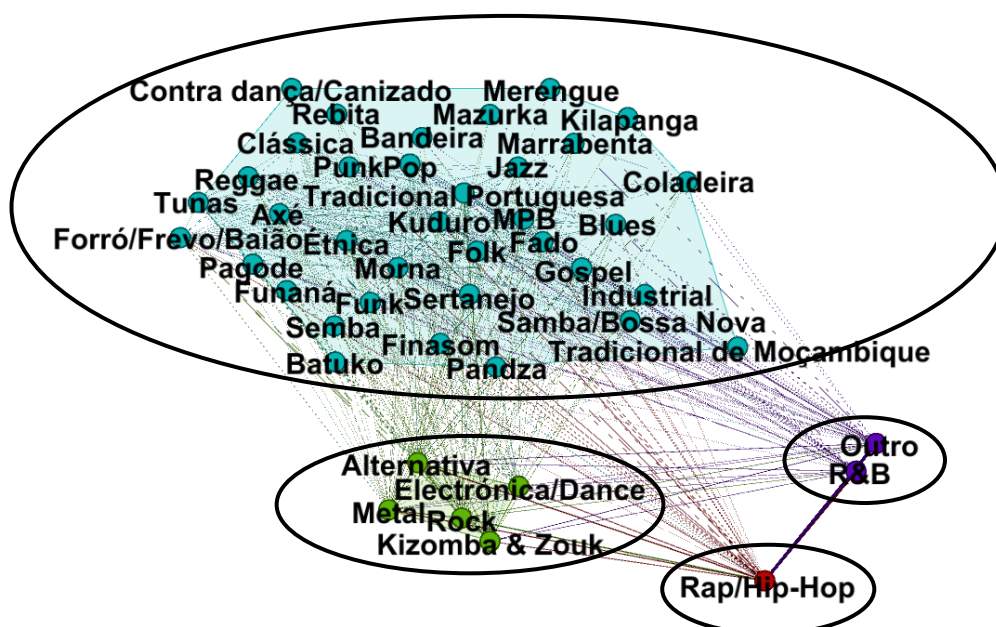 Contra dança/Canizado
Merengue
Rebita
Mazurka
Kilapanga
Clássica
Bandeira
Marrabenta
Punk
Pop
Jazz
Reggae
Coladeira
Tunas
Tradicional Portuguesa
Axé
Kuduro
MPB
Blues
Forró/Frevo/Baião
Étnica
Folk
Fado
Pagode
Morna
Gospel
Funaná
Funk
Sertanejo
Industrial
Semba
Samba/Bossa Nova
Finasom
Tradicional de Moçambique
Batuko
Pandza
Outro
R&B
Alternativa
Electrónica/Dance
Metal
Rock
Kizomba & Zouk
Rap/Hip-Hop